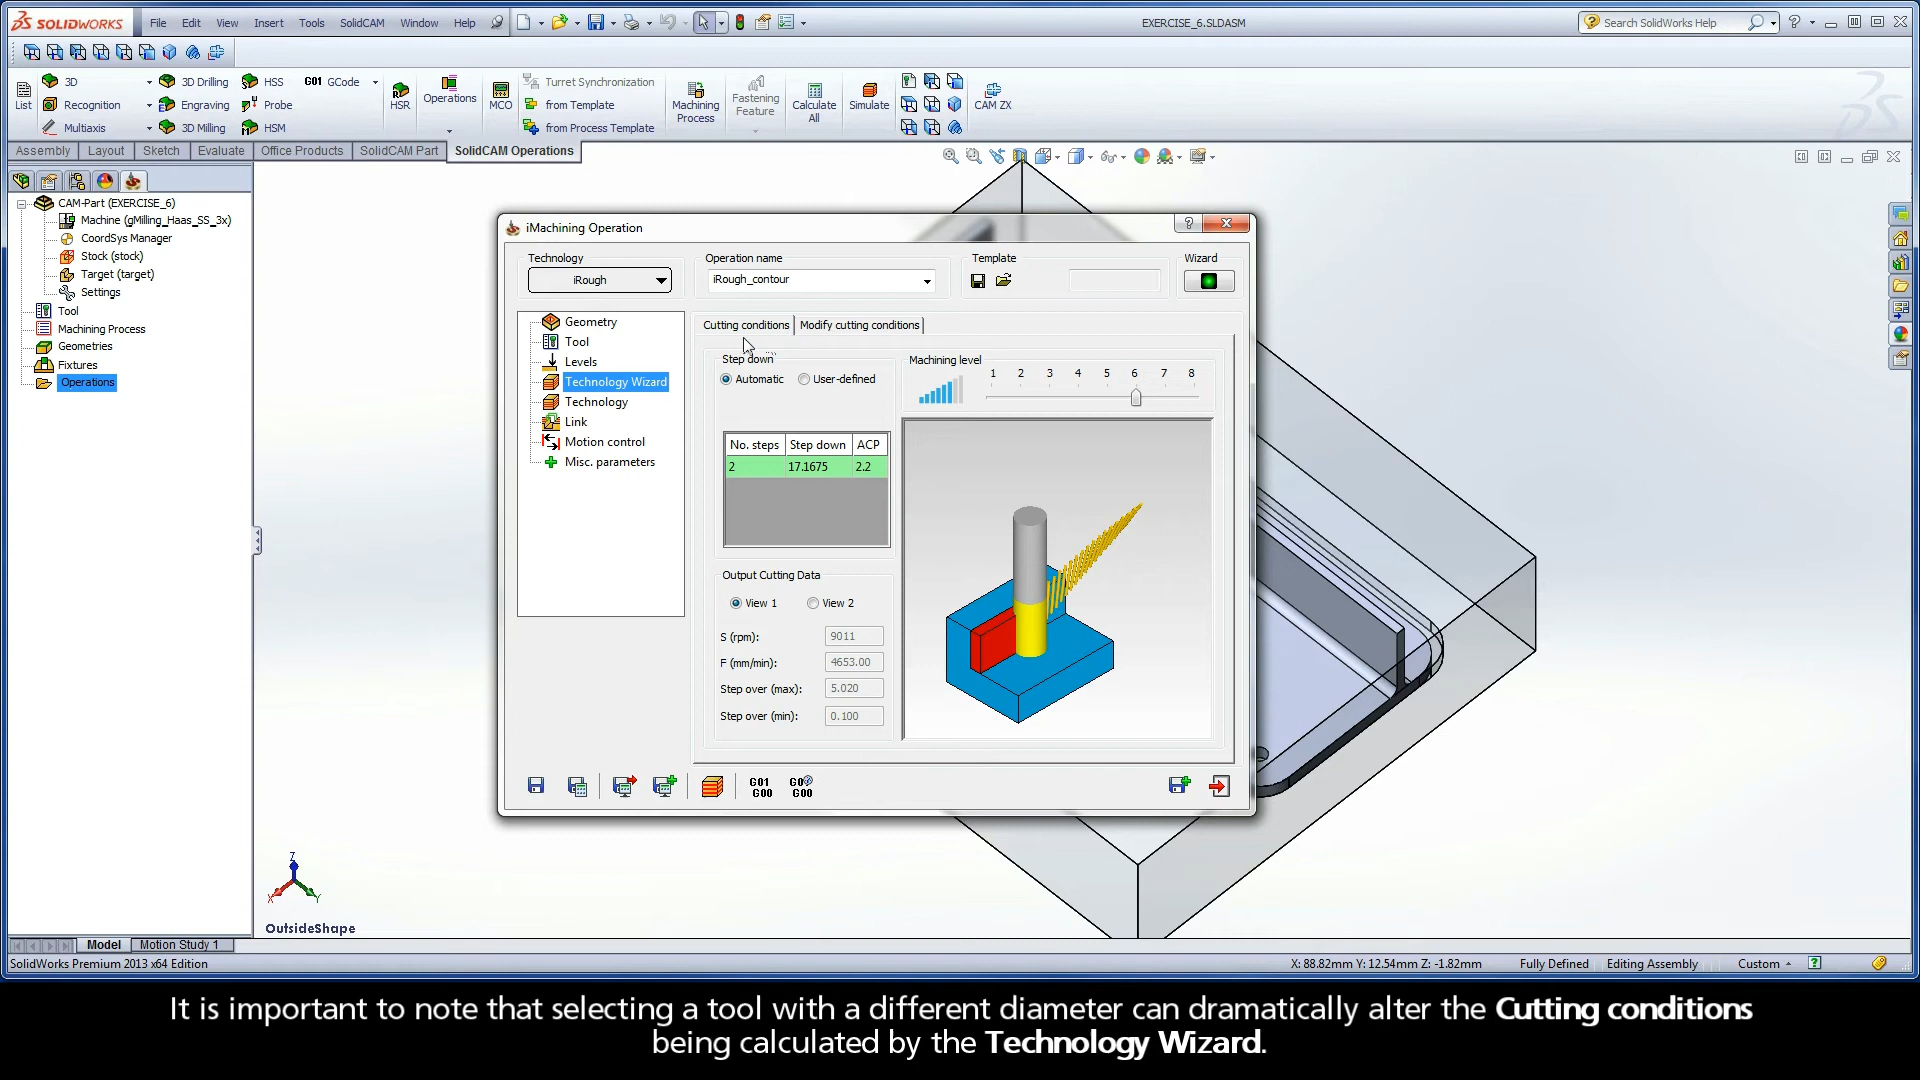 SOLIDWORKS File Edit View Insert Tools SolidCAM Window Help EXERCISE_6.SLDASM Search SolidWorks Help
3D 3D Drilling HSS G01 GCode Turret Synchronization
List Recognition Engraving Probe HSR Operations MCO from Template Machining Process Fastening Feature Calculate All Simulate CAM ZX
Multiaxis 3D Milling HSM from Process Template
Assembly Layout Sketch Evaluate Office Products SolidCAM Part SolidCAM Operations
CAM-Part (EXERCISE_6)
Machine (gMilling_Haas_SS_3x)
CoordSys Manager
Stock (stock)
Target (target)
Settings
Tool
Machining Process
Geometries
Fixtures
Operations
iMachining Operation
Technology Operation name Template Wizard
iRough iRough_contour
Geometry
Tool
Levels
Technology Wizard
Technology
Link
Motion control
Misc. parameters
Cutting conditions Modify cutting conditions
Step down Machining level
Automatic User-defined 1 2 3 4 5 6 7 8
No. steps Step down ACP
2 17.1675 2.2
Output Cutting Data
View 1 View 2
S (rpm): 9011
F (mm/min): 4653.00
Step over (max): 5.020
Step over (min): 0.100
G01 G00 G0 G00
Z
X Y
OutsideShape
Model Motion Study 1
SolidWorks Premium 2013 x64 Edition X: 88.82mm Y: 12.54mm Z: -1.82mm Fully Defined Editing Assembly Custom
It is important to note that selecting a tool with a different diameter can dramatically alter the Cutting conditions
being calculated by the Technology Wizard.